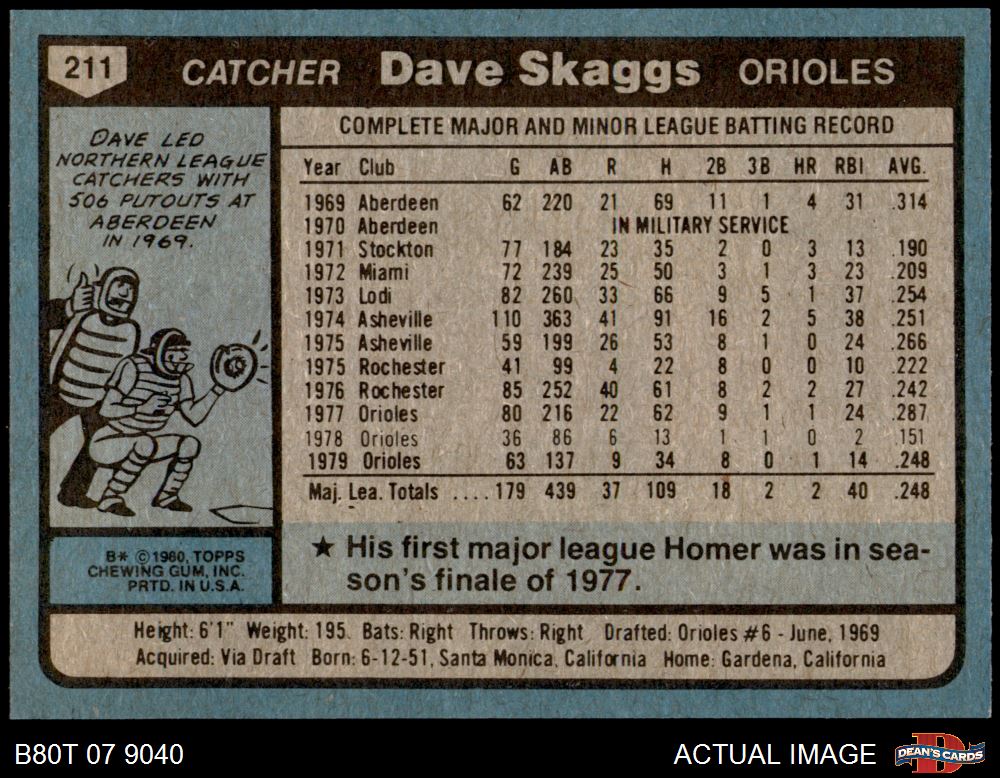 211 CATCHER Dave Skaggs ORIOLES
DAVE LED
NORTHERN LEAGUE
CATCHERS WITH
506 PUTOUTS AT
ABERDEEN
IN 1969.
COMPLETE MAJOR AND MINOR LEAGUE BATTING RECORD
Year Club G AB R H 2B 3B HR RBI AVG.
1969 Aberdeen 62 220 21 69 11 1 4 31 .314
1970 Aberdeen IN MILITARY SERVICE
1971 Stockton 77 184 23 35 2 0 3 13 .190
1972 Miami 72 239 25 50 3 1 3 23 .209
1973 Lodi 82 260 33 66 9 5 1 37 .254
1974 Asheville 110 363 41 91 16 2 5 38 .251
1975 Asheville 59 199 26 53 8 1 0 24 .266
1975 Rochester 41 99 4 22 8 0 0 10 .222
1976 Rochester 85 252 40 61 8 2 2 27 .242
1977 Orioles 80 216 22 62 9 1 1 24 .287
1978 Orioles 36 86 6 13 1 1 0 2 .151
1979 Orioles 63 137 9 34 8 0 1 14 .248
Maj. Lea. Totals ....179 439 37 109 18 2 2 40 .248
B* © 1980, TOPPS
CHEWING GUM, INC.
PRTD. IN U.S.A.
★ His first major league Homer was in sea-
son's finale of 1977.
Height: 6'1" Weight: 195 Bats: Right Throws: Right Drafted: Orioles #6 - June, 1969
Acquired: Via Draft Born: 6-12-51, Santa Monica, California Home: Gardena, California
B80T 07 9040 ACTUAL IMAGE DEAN'S CARDS